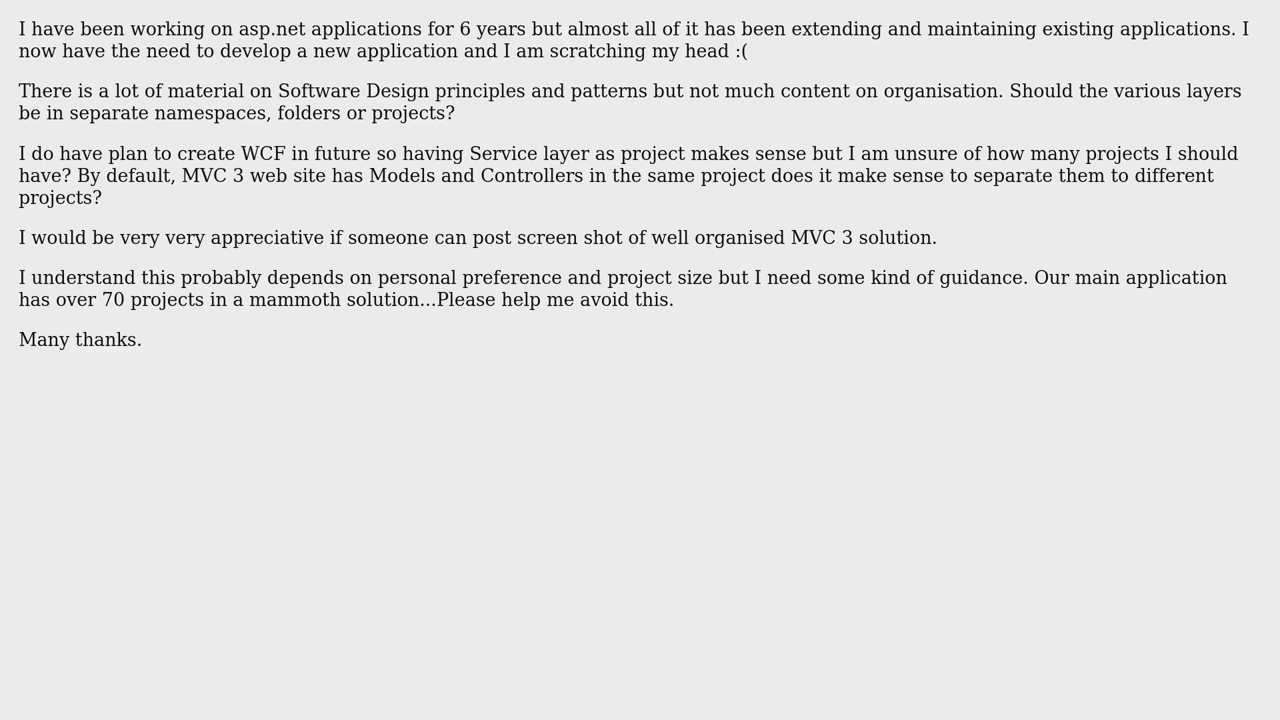 I have been working on asp.net applications for 6 years but almost all of it has been extending and maintaining existing applications. I
now have the need to develop a new application and I am scratching my head :(
There is a lot of material on Software Design principles and patterns but not much content on organisation. Should the various layers
be in separate namespaces, folders or projects?
I do have plan to create WCF in future so having Service layer as project makes sense but I am unsure of how many projects I should
have? By default, MVC 3 web site has Models and Controllers in the same project does it make sense to separate them to different
projects?
I would be very very appreciative if someone can post screen shot of well organised MVC 3 solution.
I understand this probably depends on personal preference and project size but I need some kind of guidance. Our main application
has over 70 projects in a mammoth solution...Please help me avoid this.
Many thanks.